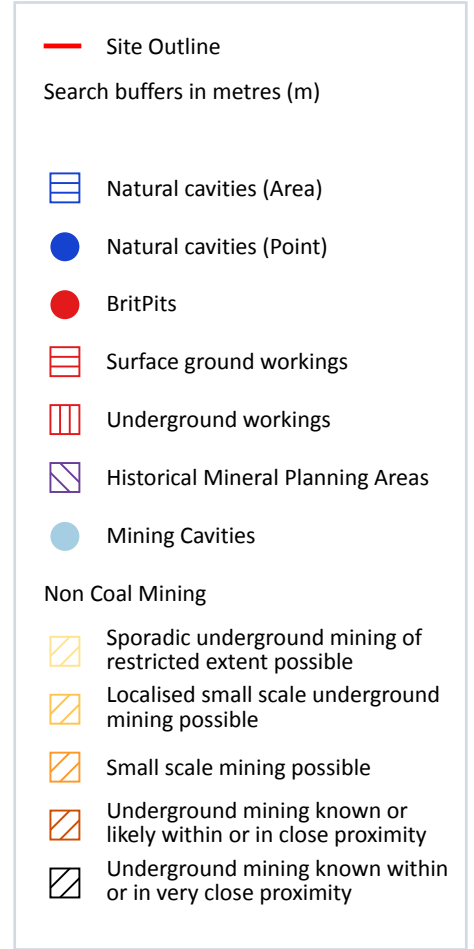 Site Outline
Search buffers in metres (m)
Natural cavities (Area)
Natural cavities (Point)
BritPits
Surface ground workings
Underground workings
Historical Mineral Planning Areas
Mining Cavities
Non Coal Mining
Sporadic underground mining of
restricted extent possible
Localised small scale underground
mining possible
Small scale mining possible
Underground mining known or
likely within or in close proximity
Underground mining known within
or in very close proximity